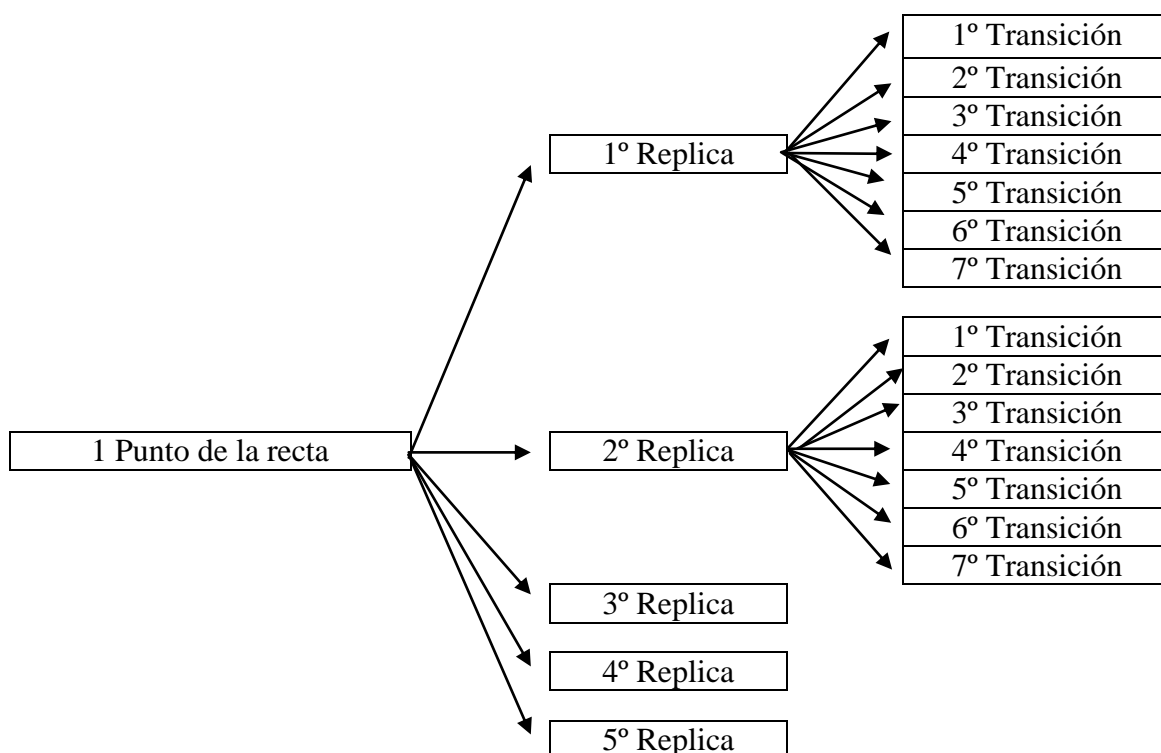 1 Punto de la recta
1º Replica
1º Transición
2º Transición
3º Transición
4º Transición
5º Transición
6º Transición
7º Transición
2º Replica
1º Transición
2º Transición
3º Transición
4º Transición
5º Transición
6º Transición
7º Transición
3º Replica
4º Replica
5º Replica